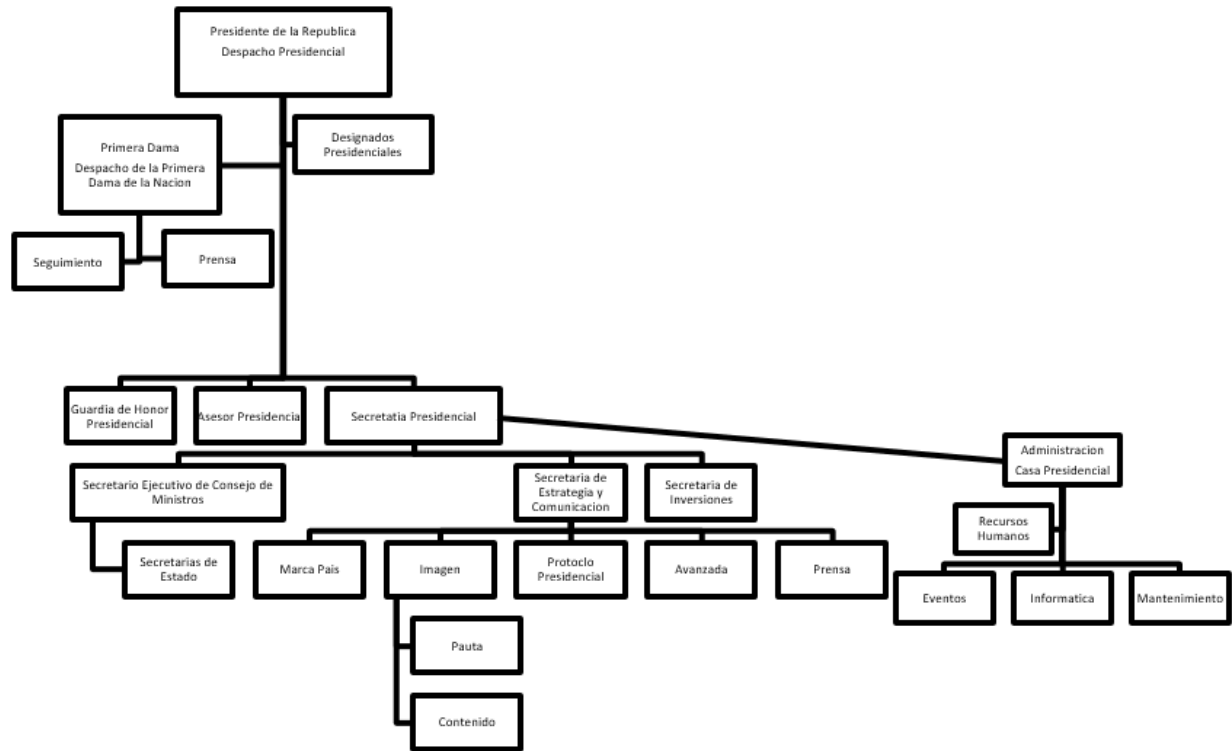 Presidente de la Republica
Despacho Presidencial
Designados
Presidenciales
Primera Dama
Despacho de la Primera
Dama de la Nacion
Seguimiento
Prensa
Guardia de Honor
Presidencial
Asesor Presidencia
Secretatia Presidencial
Administracion
Casa Presidencial
Secretario Ejecutivo de Consejo de
Ministros
Secretaria de
Estrategia y
Comunicacion
Secretaria de
Inversiones
Recursos
Humanos
Secretarias de
Estado
Marca Pais
Imagen
Protoclo
Presidencial
Avanzada
Prensa
Eventos
Informatica
Mantenimiento
Pauta
Contenido